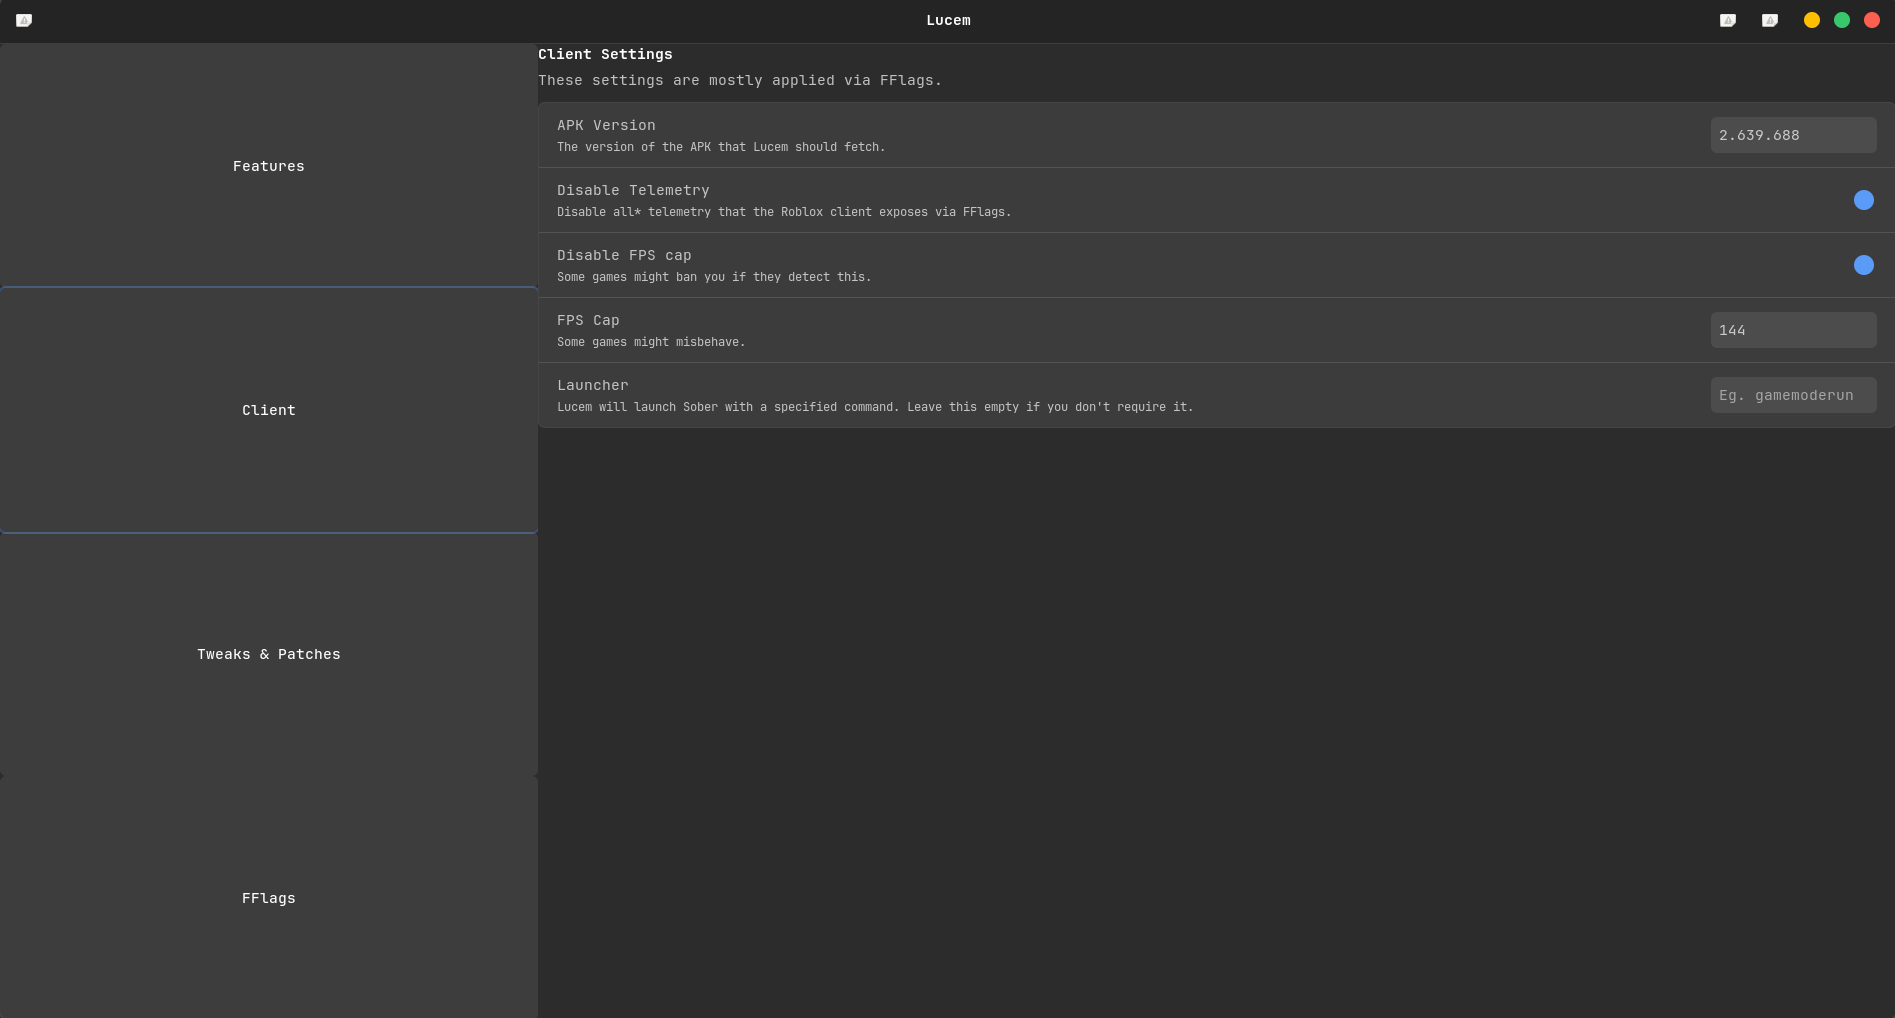 Lucem
Features
Client
Tweaks & Patches
FFlags
Client Settings
These settings are mostly applied via FFlags.
APK Version
The version of the APK that Lucem should fetch.
2.639.688
Disable Telemetry
Disable all* telemetry that the Roblox client exposes via FFlags.
Disable FPS cap
Some games might ban you if they detect this.
FPS Cap
Some games might misbehave.
144
Launcher
Lucem will launch Sober with a specified command. Leave this empty if you don't require it.
Eg. gamemoderun